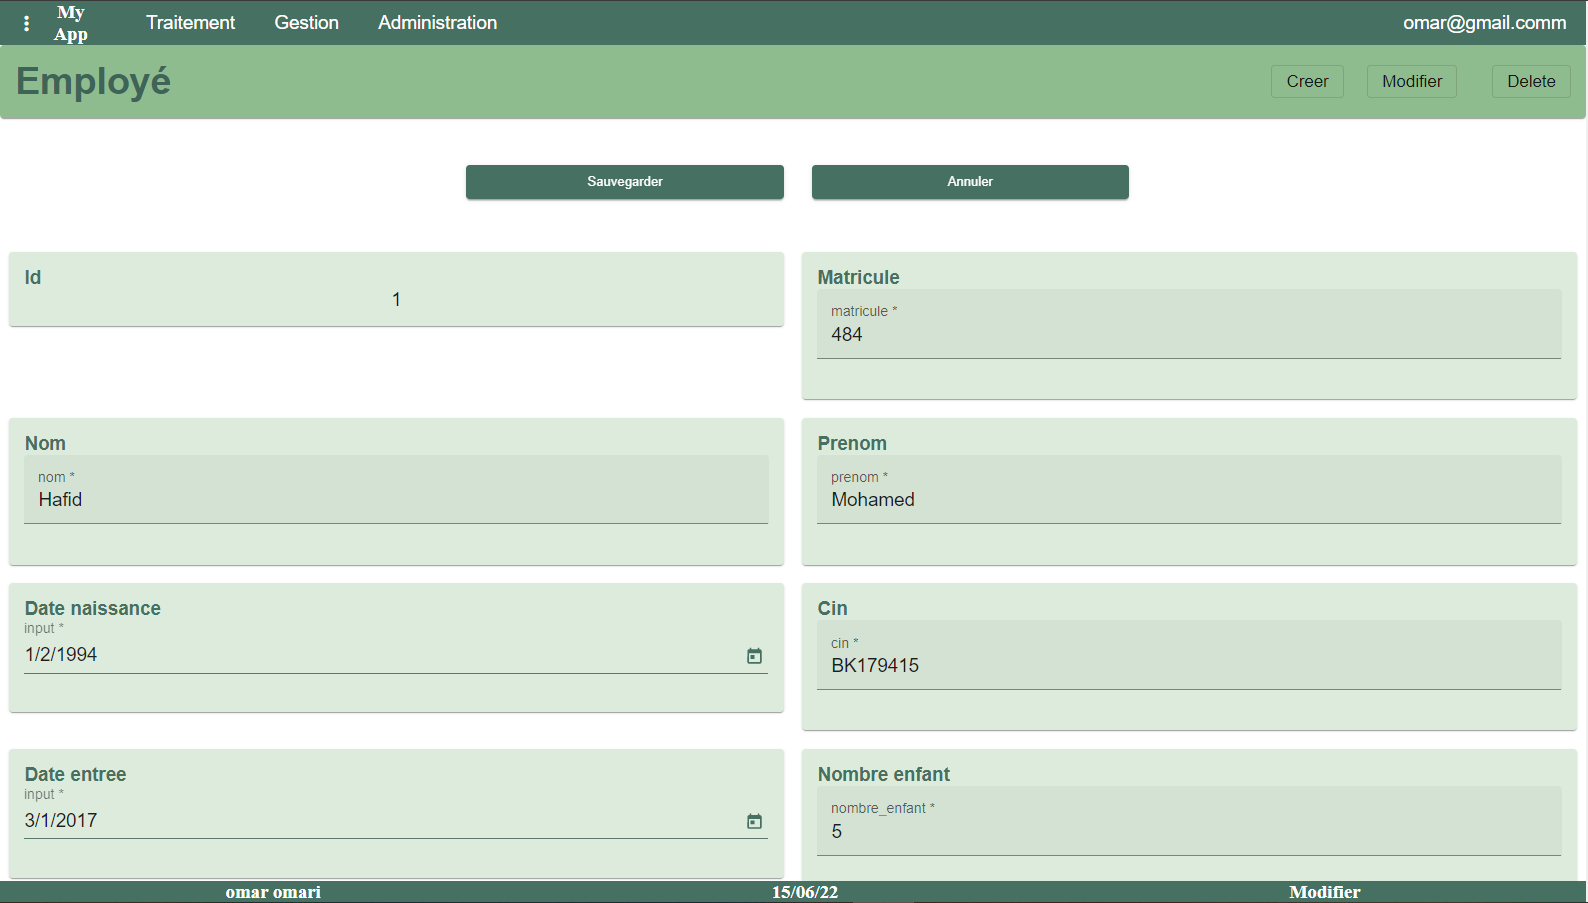 My App
Traitement Gestion Administration omar@gmail.comm
Employé
Creer Modifier Delete
Sauvegarder Annuler
Id
1
Matricule
matricule *
484
Nom
nom *
Hafid
Prenom
prenom *
Mohamed
Date naissance
input *
1/2/1994
Cin
cin *
BK179415
Date entree
input *
3/1/2017
Nombre enfant
nombre_enfant *
5
omar omari 15/06/22 Modifier